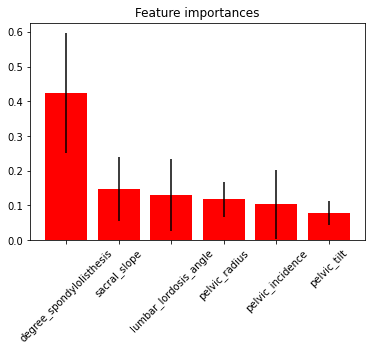 Feature importances
0.6
0.5
0.4
0.3
0.2
0.1
0.0
degree_spondylolisthesis
sacral_slope
lumbar_lordosis_angle
pelvic_radius
pelvic_incidence
pelvic_tilt